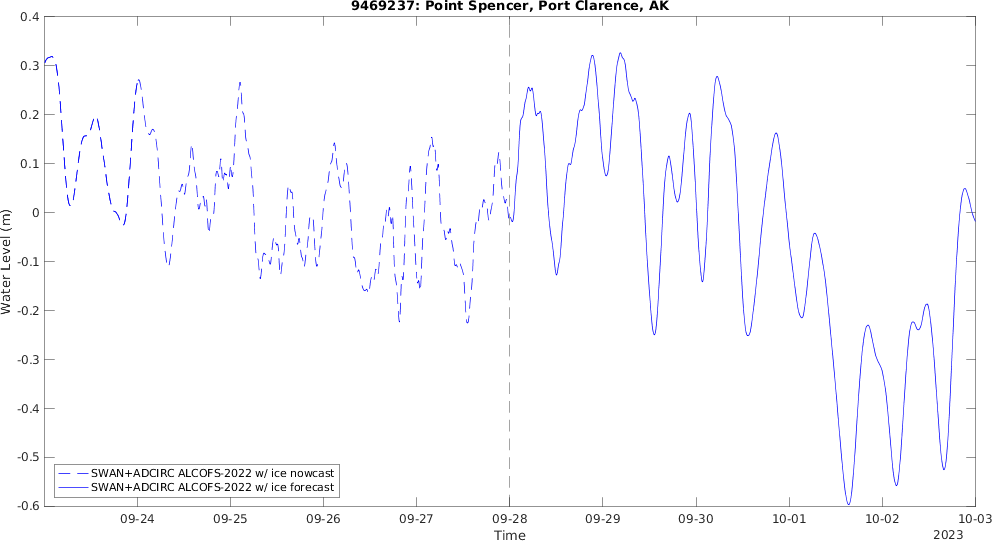 9469237: Point Spencer, Port Clarence, AK
0.4
0.3
0.2
0.1
0
-0.1
-0.2
-0.3
-0.4
-0.5
-0.6
Water Level (m)
SWAN+ADCIRC ALCOFS-2022 w/ ice nowcast
SWAN+ADCIRC ALCOFS-2022 w/ ice forecast
09-24 09-25 09-26 09-27 09-28 09-29 09-30 10-01 10-02 10-03
Time
2023